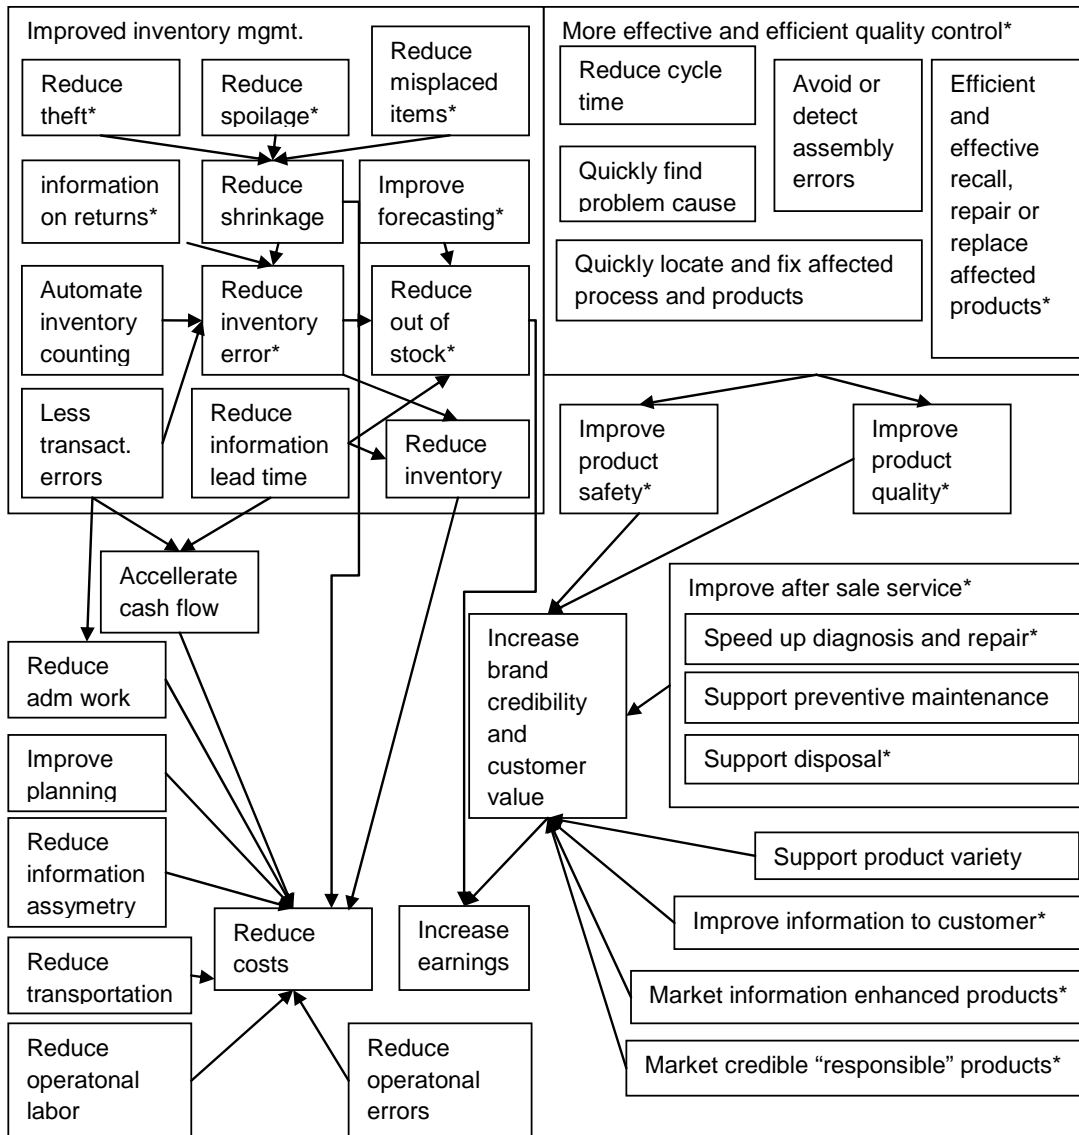 Improved inventory mgmt.
Reduce
theft*
Reduce
spoilage*
Reduce
misplaced
items*
information
on returns*
Reduce
shrinkage
Improve
forecasting*
Automate
inventory
counting
Reduce
inventory
error*
Reduce
out of
stock*
Less
transact.
errors
Reduce
information
lead time
Reduce
inventory
More effective and efficient quality control*
Reduce cycle
time
Avoid or
detect
assembly
errors
Efficient
and
effective
recall,
repair or
replace
affected
products*
Quickly find
problem cause
Quickly locate and fix affected
process and products
Improve
product
safety*
Improve
product
quality*
Accellerate
cash flow
Reduce
adm work
Improve
planning
Reduce
information
assymetry
Reduce
transportation
Reduce
operatonal
labor
Reduce
costs
Reduce
operatonal
errors
Increase
earnings
Increase
brand
credibility
and
customer
value
Improve after sale service*
Speed up diagnosis and repair*
Support preventive maintenance
Support disposal*
Support product variety
Improve information to customer*
Market information enhanced products*
Market credible “responsible” products*